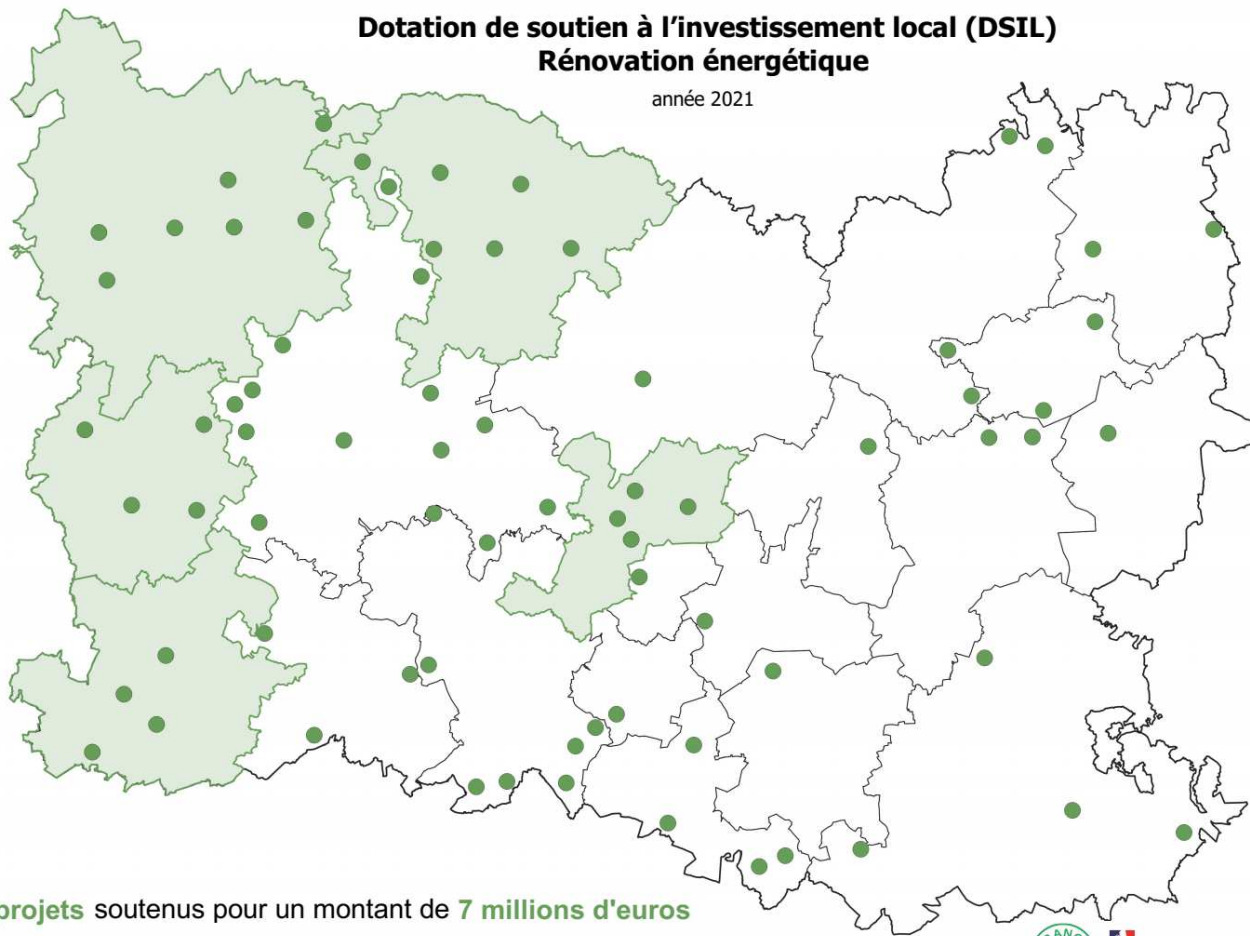 Dotation de soutien à l’investissement local (DSIL)
Rénovation énergétique
année 2021
projets soutenus pour un montant de 7 millions d'euros